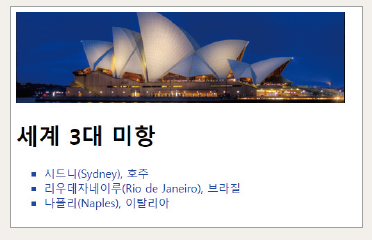 세계 3대 미항
시드니(Sydney), 호주
리우데자네이루(Rio de Janeiro), 브라질
나폴리(Naples), 이탈리아